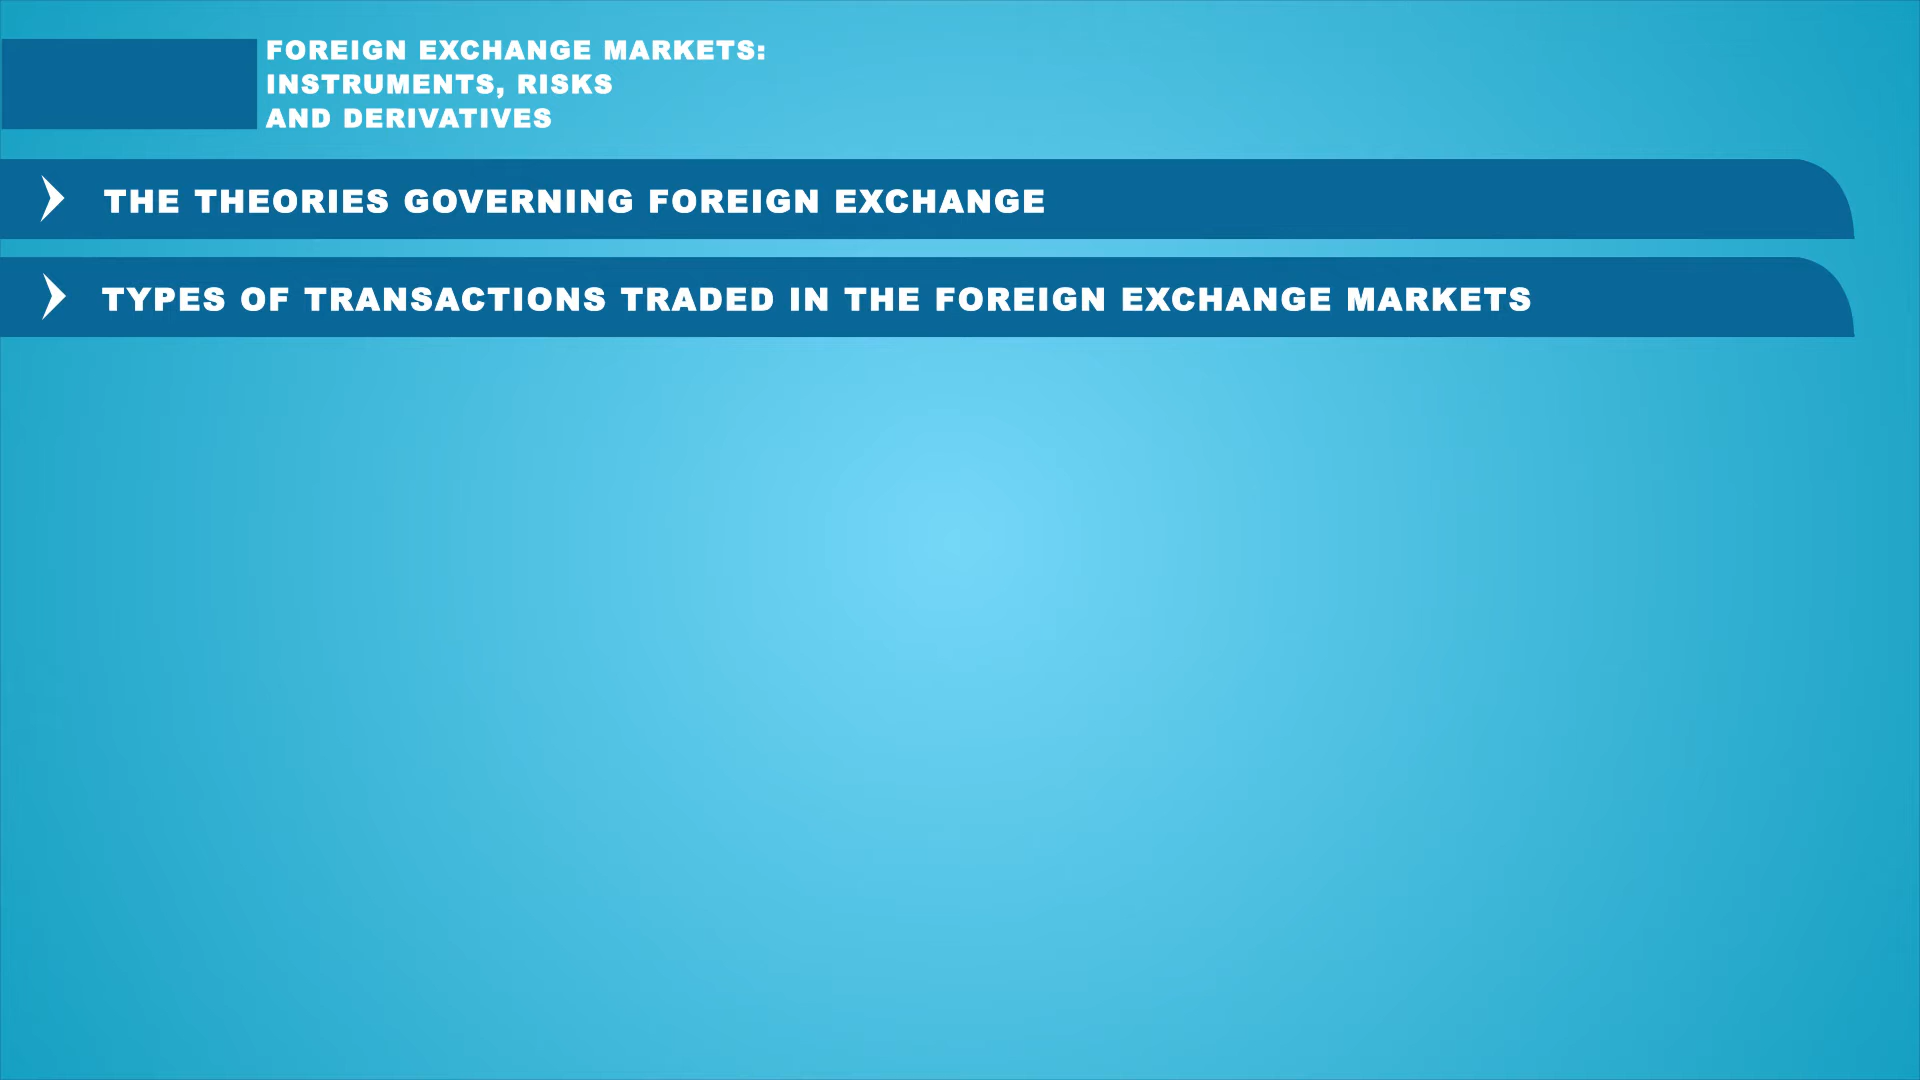 FOREIGN EXCHANGE MARKETS:
INSTRUMENTS, RISKS
AND DERIVATIVES
THE THEORIES GOVERNING FOREIGN EXCHANGE
TYPES OF TRANSACTIONS TRADED IN THE FOREIGN EXCHANGE MARKETS